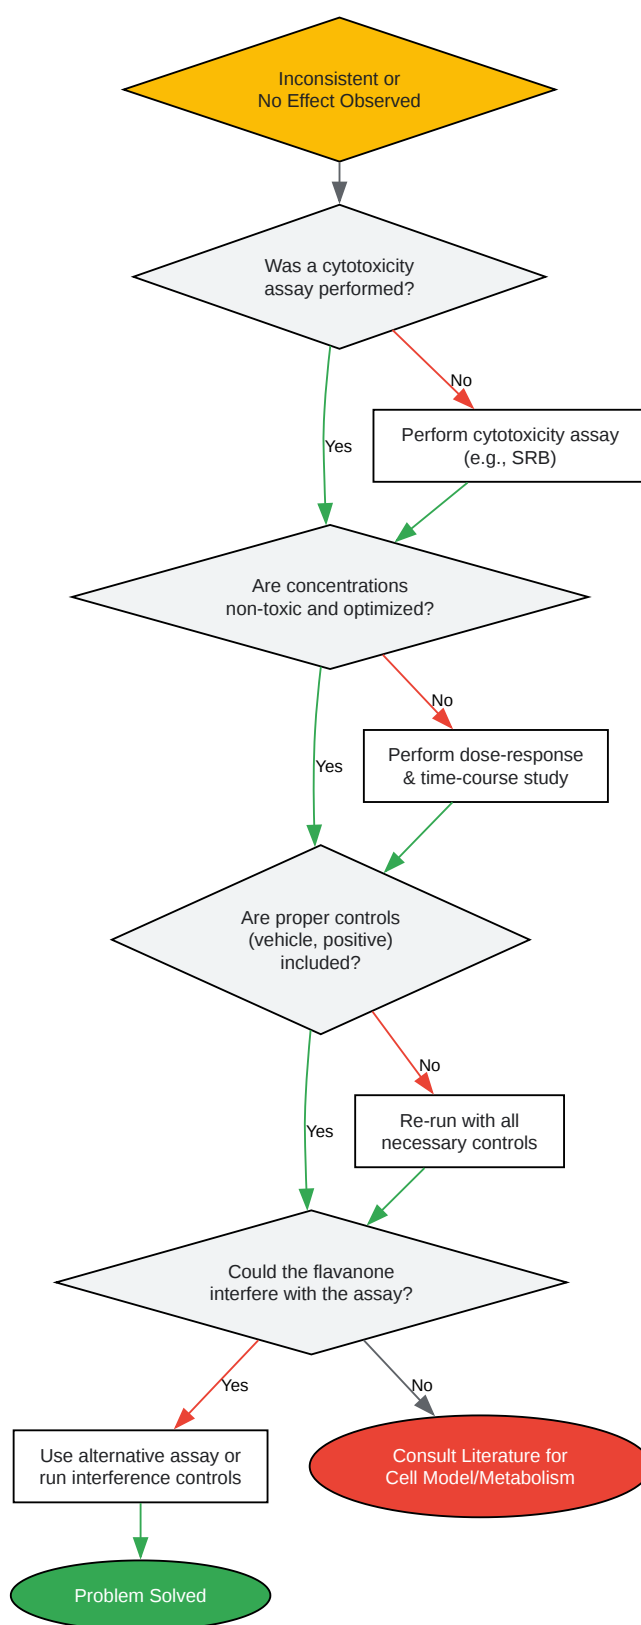 Inconsistent or
No Effect Observed
Was a cytotoxicity
assay performed?
No
Perform cytotoxicity assay
(e.g., SRB)
Yes
Are concentrations
non-toxic and optimized?
No
Perform dose-response
& time-course study
Yes
Are proper controls
(vehicle, positive)
included?
No
Re-run with all
necessary controls
Yes
Could the flavanone
interfere with the assay?
Yes
No
Use alternative assay or
run interference controls
Consult Literature for
Cell Model/Metabolism
Problem Solved